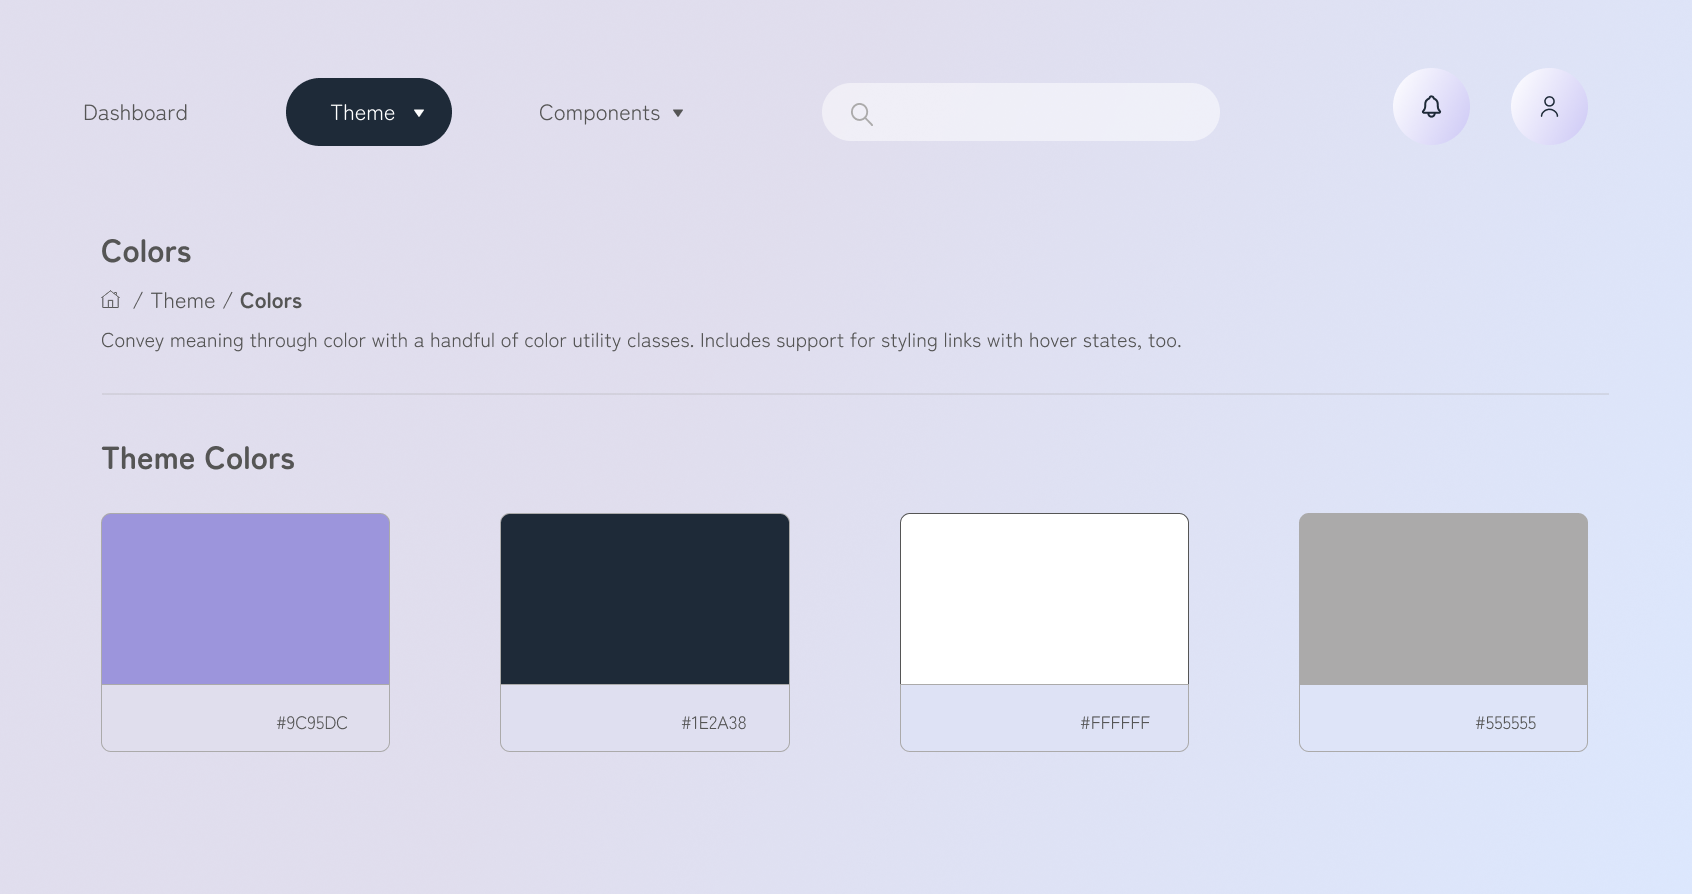 Dashboard
Theme
Components
Colors
/ Theme / Colors
Convey meaning through color with a handful of color utility classes. Includes support for styling links with hover states, too.
Theme Colors
#9C95DC
#1E2A38
#FFFFFF
#555555